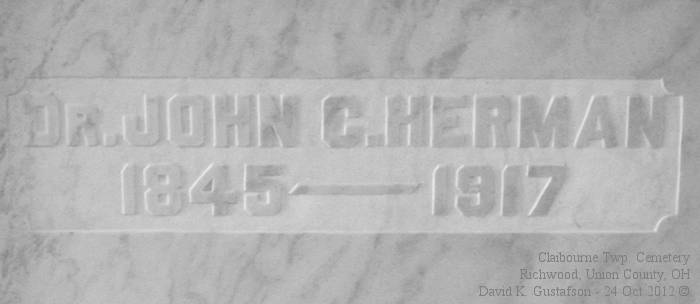 DR. JOHN C. HERMAN
1845 — 1917
Claibourne Twp. Cemetery
Richwood, Union County, OH
David K. Gustafson - 24 Oct 2012 ©